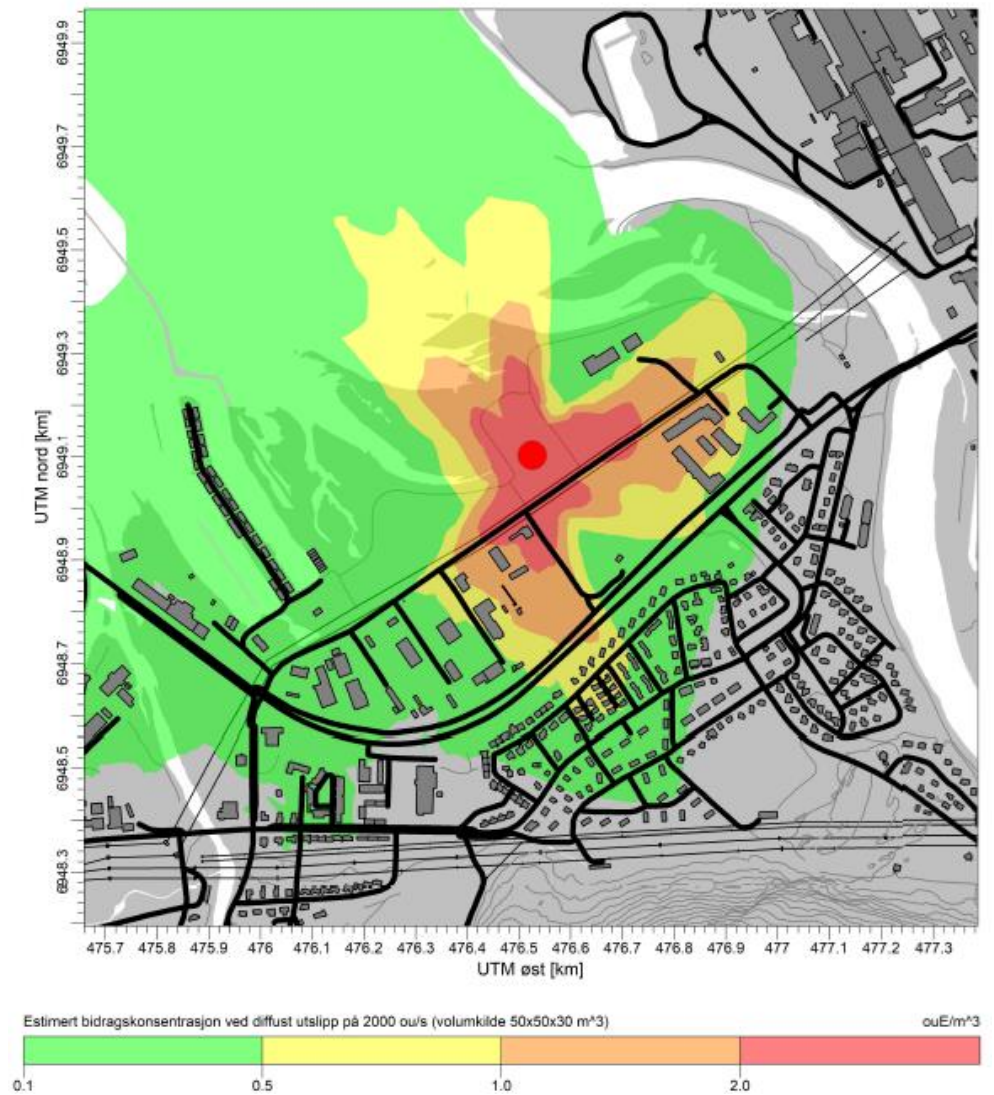 6949.9
6949.7
6949.5
6949.3
6949.1
6948.9
6948.7
6948.5
6948.3
UTM nord [km]
475.7 475.8 475.9 476 476.1 476.2 476.3 476.4 476.5 476.6 476.7 476.8 476.9 477 477.1 477.2 477.3
UTM øst [km]
Estimert bidragskonsentrasjon ved diffust utslipp på 2000 ou/s (volumkilde 50x50x30 m^3) ouE/m^3
0.1 0.5 1.0 2.0